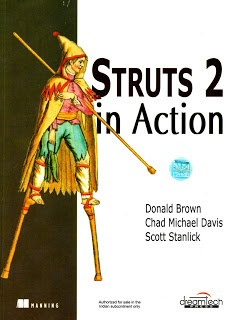 STRUTS 2
in Action
Donald Brown
Chad Michael Davis
Scott Stanlick
MANNING
Authorized for sale in the
Indian subcontinent only
dreamtech
PRESS